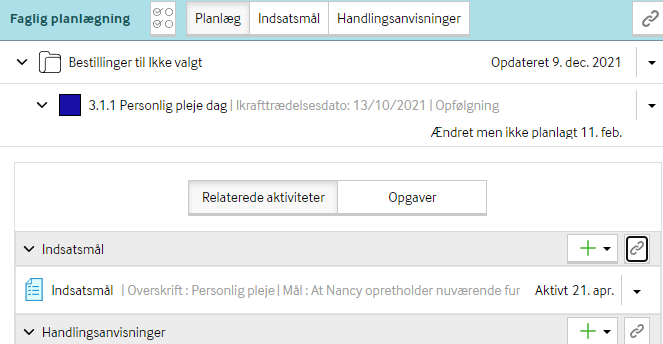 Faglig planlægning Planlæg Indsatsmål Handlingsanvisninger
Bestillinger til Ikke valgt Opdateret 9. dec. 2021
3.1.1 Personlig pleje dag | Ikrafttrædelsesdato: 13/10/2021 | Opfølgning
Ændret men ikke planlagt 11. feb.
Relaterede aktiviteter Opgaver
Indsatsmål
Indsatsmål | Overskrift : Personlig pleje | Mål : At Nancy opretholder nuværende fur Aktivt 21. apr.
Handlingsanvisninger